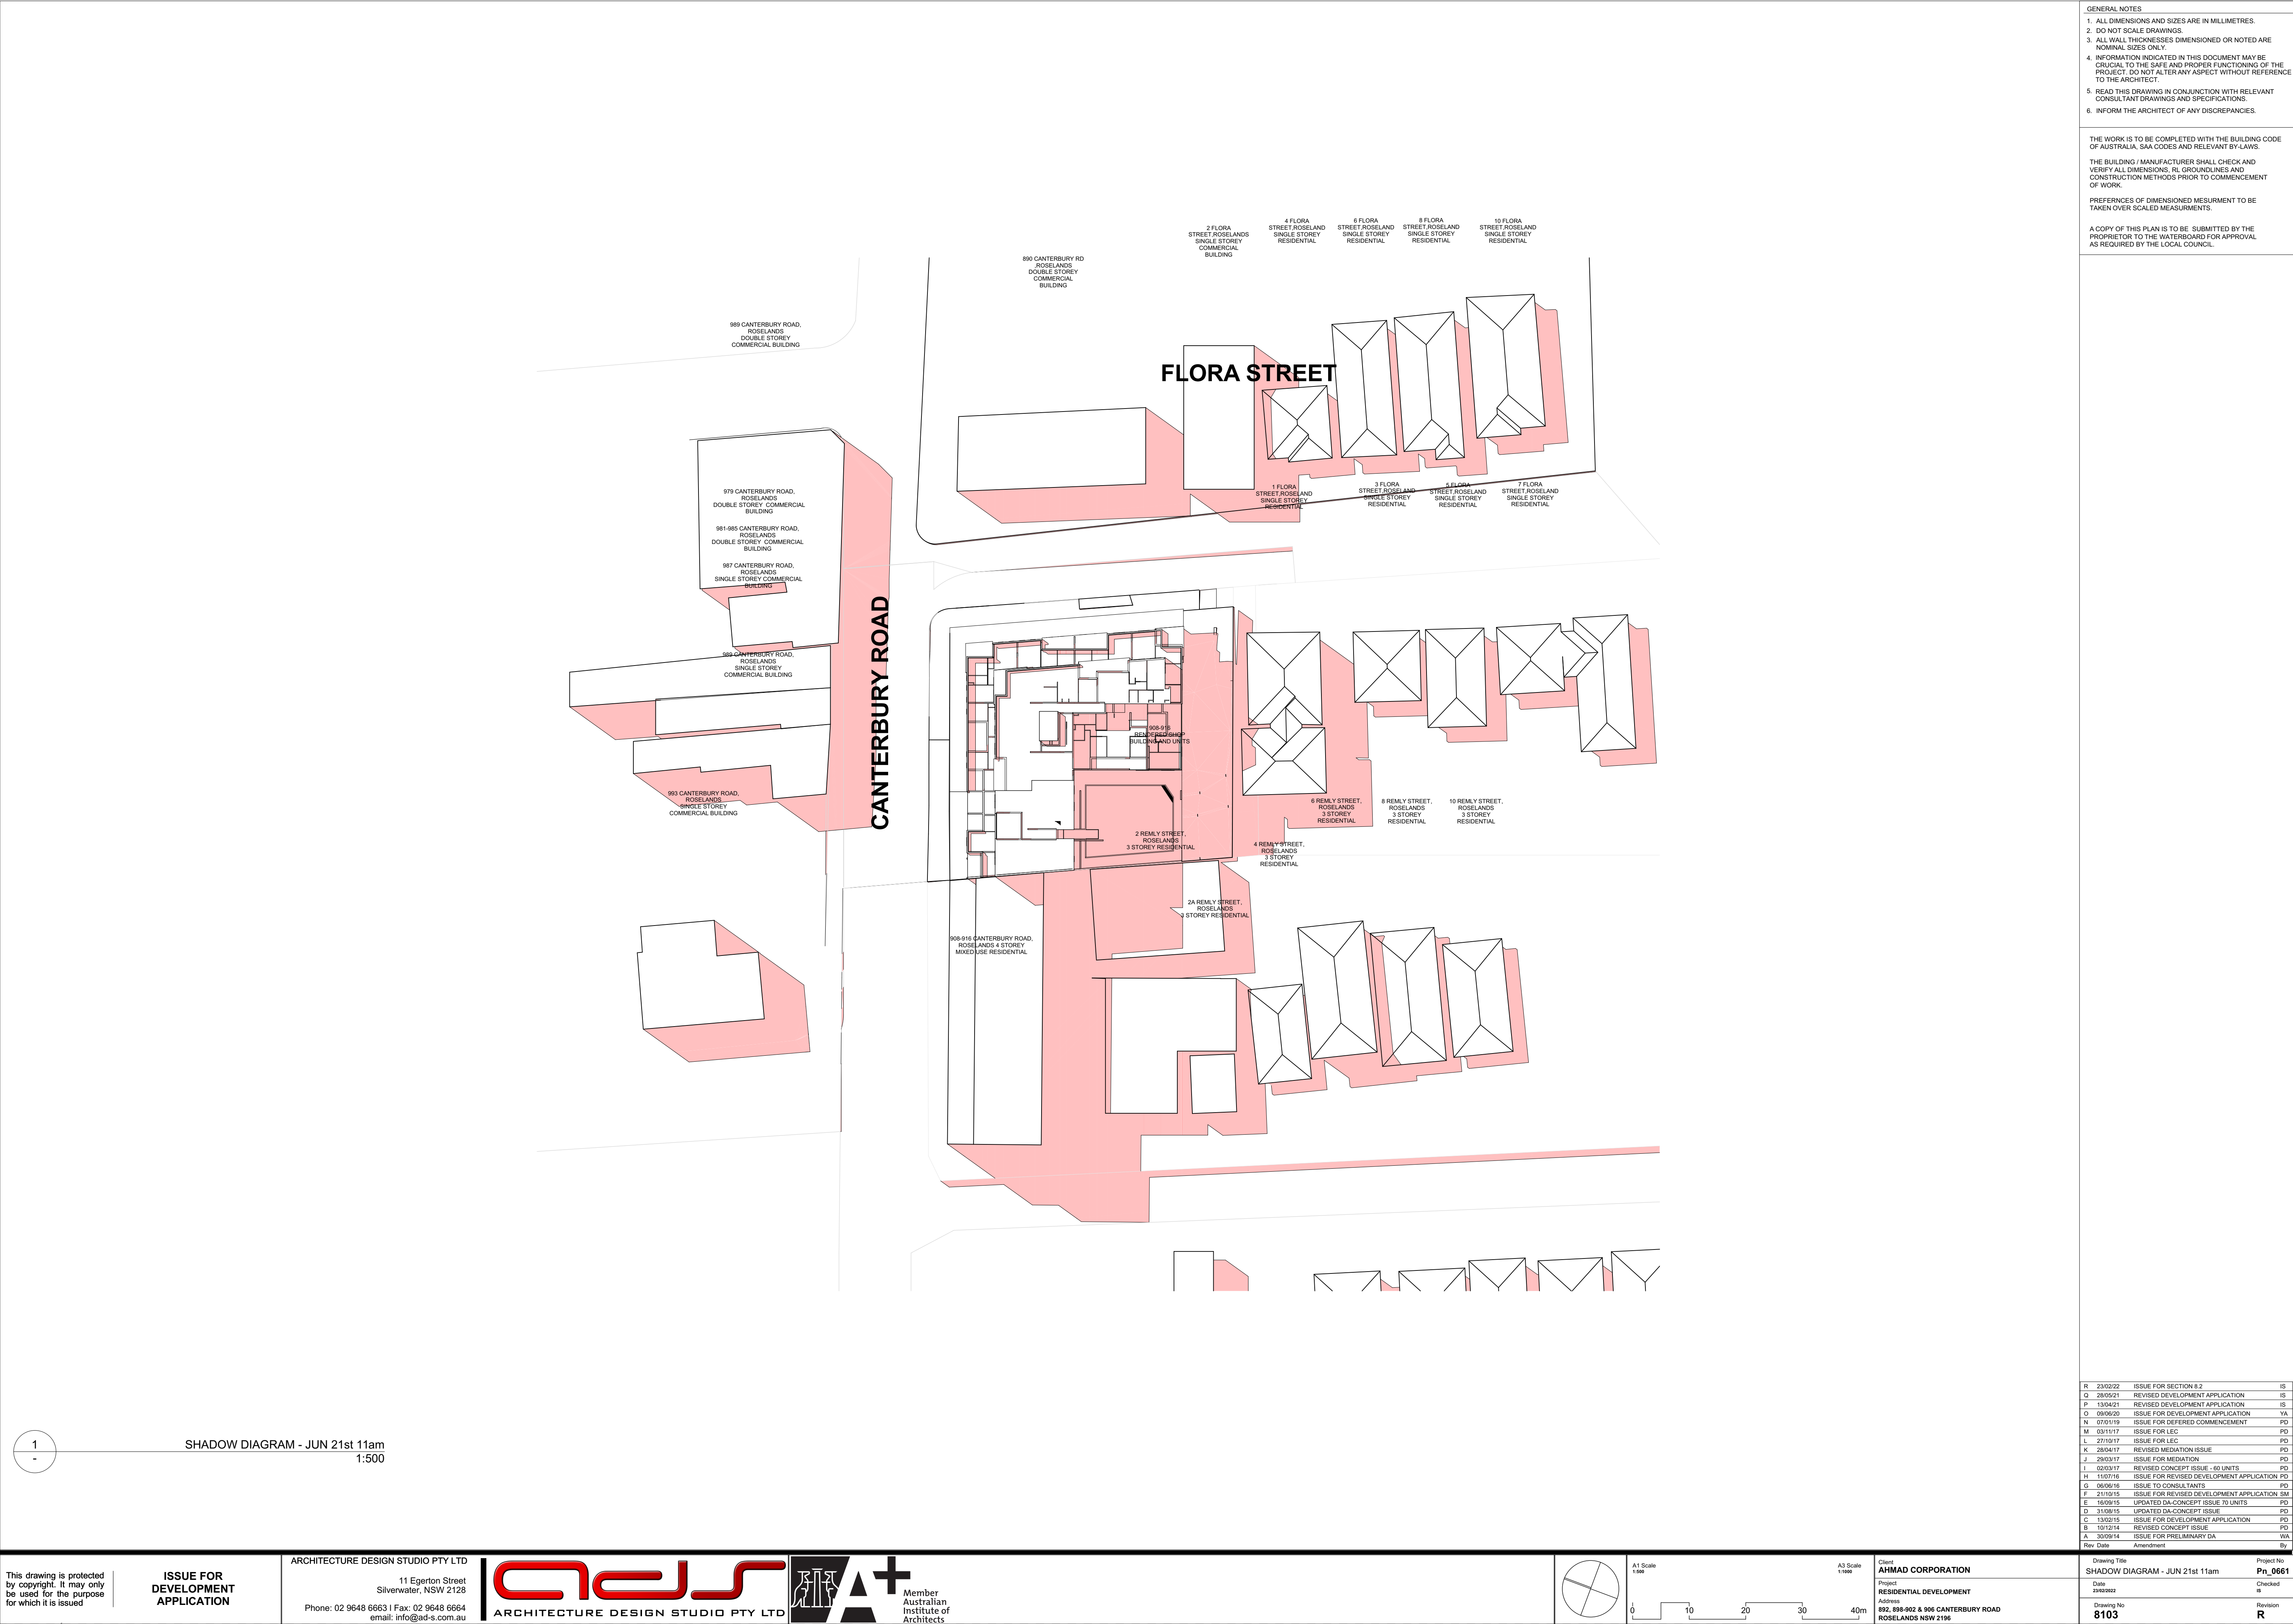 GENERAL NOTES
1. ALL DIMENSIONS AND SIZES ARE IN MILLIMETRES.
2. DO NOT SCALE DRAWINGS.
3. ALL WALL THICKNESSES DIMENSIONED OR NOTED ARE
NOMINAL SIZES ONLY.
4. INFORMATION INDICATED IN THIS DOCUMENT MAY BE
CRUCIAL TO THE SAFE AND PROPER FUNCTIONING OF THE
PROJECT. DO NOT ALTER ANY ASPECT WITHOUT REFERENCE
TO THE ARCHITECT.
5. READ THIS DRAWING IN CONJUNCTION WITH RELEVANT
CONSULTANT DRAWINGS AND SPECIFICATIONS.
6. INFORM THE ARCHITECT OF ANY DISCREPANCIES.
THE WORK IS TO BE COMPLETED WITH THE BUILDING CODE
OF AUSTRALIA, SAA CODES AND RELEVANT BY-LAWS.
THE BUILDING / MANUFACTURER SHALL CHECK AND
VERIFY ALL DIMENSIONS, RL GROUNDLINES AND
CONSTRUCTION METHODS PRIOR TO COMMENCEMENT
OF WORK.
PREFERNCES OF DIMENSIONED MESURMENT TO BE
TAKEN OVER SCALED MEASURMENTS.
A COPY OF THIS PLAN IS TO BE SUBMITTED BY THE
PROPRIETOR TO THE WATERBOARD FOR APPROVAL
AS REQUIRED BY THE LOCAL COUNCIL.
2 FLORA
STREET,ROSELANDS
SINGLE STOREY
COMMERCIAL
BUILDING
4 FLORA
STREET,ROSELAND
SINGLE STOREY
RESIDENTIAL
6 FLORA
STREET,ROSELAND
SINGLE STOREY
RESIDENTIAL
8 FLORA
STREET,ROSELAND
SINGLE STOREY
RESIDENTIAL
10 FLORA
STREET,ROSELAND
SINGLE STOREY
RESIDENTIAL
890 CANTERBURY RD
,ROSELANDS
DOUBLE STOREY
COMMERCIAL
BUILDING
989 CANTERBURY ROAD,
ROSELANDS
DOUBLE STOREY
COMMERCIAL BUILDING
FLORA STREET
979 CANTERBURY ROAD,
ROSELANDS
DOUBLE STOREY COMMERCIAL
BUILDING
981-985 CANTERBURY ROAD,
ROSELANDS
DOUBLE STOREY COMMERCIAL
BUILDING
987 CANTERBURY ROAD,
ROSELANDS
SINGLE STOREY COMMERCIAL
BUILDING
1 FLORA
STREET,ROSELAND
SINGLE STOREY
RESIDENTIAL
3 FLORA
STREET,ROSELAND
SINGLE STOREY
RESIDENTIAL
5 FLORA
STREET,ROSELAND
SINGLE STOREY
RESIDENTIAL
7 FLORA
STREET,ROSELAND
SINGLE STOREY
RESIDENTIAL
CANTERBURY ROAD
989 CANTERBURY ROAD,
ROSELANDS
SINGLE STOREY
COMMERCIAL BUILDING
908-916
RENDERED SHOP
BUILDING AND UNITS
993 CANTERBURY ROAD,
ROSELANDS
SINGLE STOREY
COMMERCIAL BUILDING
2 REMLY STREET,
ROSELANDS
3 STOREY RESIDENTIAL
6 REMLY STREET,
ROSELANDS
3 STOREY
RESIDENTIAL
8 REMLY STREET,
ROSELANDS
3 STOREY
RESIDENTIAL
10 REMLY STREET,
ROSELANDS
3 STOREY
RESIDENTIAL
4 REMLY STREET,
ROSELANDS
3 STOREY
RESIDENTIAL
2A REMLY STREET,
ROSELANDS
3 STOREY RESIDENTIAL
908-916 CANTERBURY ROAD,
ROSELANDS 4 STOREY
MIXED USE RESIDENTIAL
1
-
SHADOW DIAGRAM - JUN 21st 11am
1:500
R 23/02/22 ISSUE FOR SECTION 8.2 IS
Q 28/05/21 REVISED DEVELOPMENT APPLICATION IS
P 13/04/21 REVISED DEVELOPMENT APPLICATION IS
O 09/06/20 ISSUE FOR DEVELOPMENT APPLICATION YA
N 07/01/19 ISSUE FOR DEFERED COMMENCEMENT PD
M 03/11/17 ISSUE FOR LEC PD
L 27/10/17 ISSUE FOR LEC PD
K 28/04/17 REVISED MEDIATION ISSUE PD
J 29/03/17 ISSUE FOR MEDIATION PD
I 02/03/17 REVISED CONCEPT ISSUE - 60 UNITS PD
H 11/07/16 ISSUE FOR REVISED DEVELOPMENT APPLICATION PD
G 06/06/16 ISSUE TO CONSULTANTS PD
F 21/10/15 ISSUE FOR REVISED DEVELOPMENT APPLICATION SM
E 16/09/15 UPDATED DA-CONCEPT ISSUE 70 UNITS PD
D 31/08/15 UPDATED DA-CONCEPT ISSUE PD
C 13/02/15 ISSUE FOR DEVELOPMENT APPLICATION PD
B 10/12/14 REVISED CONCEPT ISSUE PD
A 30/09/14 ISSUE FOR PRELIMINARY DA WA
Rev Date Amendment By
This drawing is protected
by copyright. It may only
be used for the purpose
for which it is issued
ISSUE FOR
DEVELOPMENT
APPLICATION
ARCHITECTURE DESIGN STUDIO PTY LTD
11 Egerton Street
Silverwater, NSW 2128
Phone: 02 9648 6663 I Fax: 02 9648 6664
email: info@ad-s.com.au
ads
ARCHITECTURE DESIGN STUDIO PTY LTD
A+
Member
Australian
Institute of
Architects
A1 Scale
1:500
A3 Scale
1:1000
0 10 20 30 40m
Client
AHMAD CORPORATION
Project
RESIDENTIAL DEVELOPMENT
Address
892, 898-902 & 906 CANTERBURY ROAD
ROSELANDS NSW 2196
Drawing Title
SHADOW DIAGRAM - JUN 21st 11am
Project No
Pn_0661
Date
23/02/2022
Checked
IS
Drawing No
8103
Revision
R